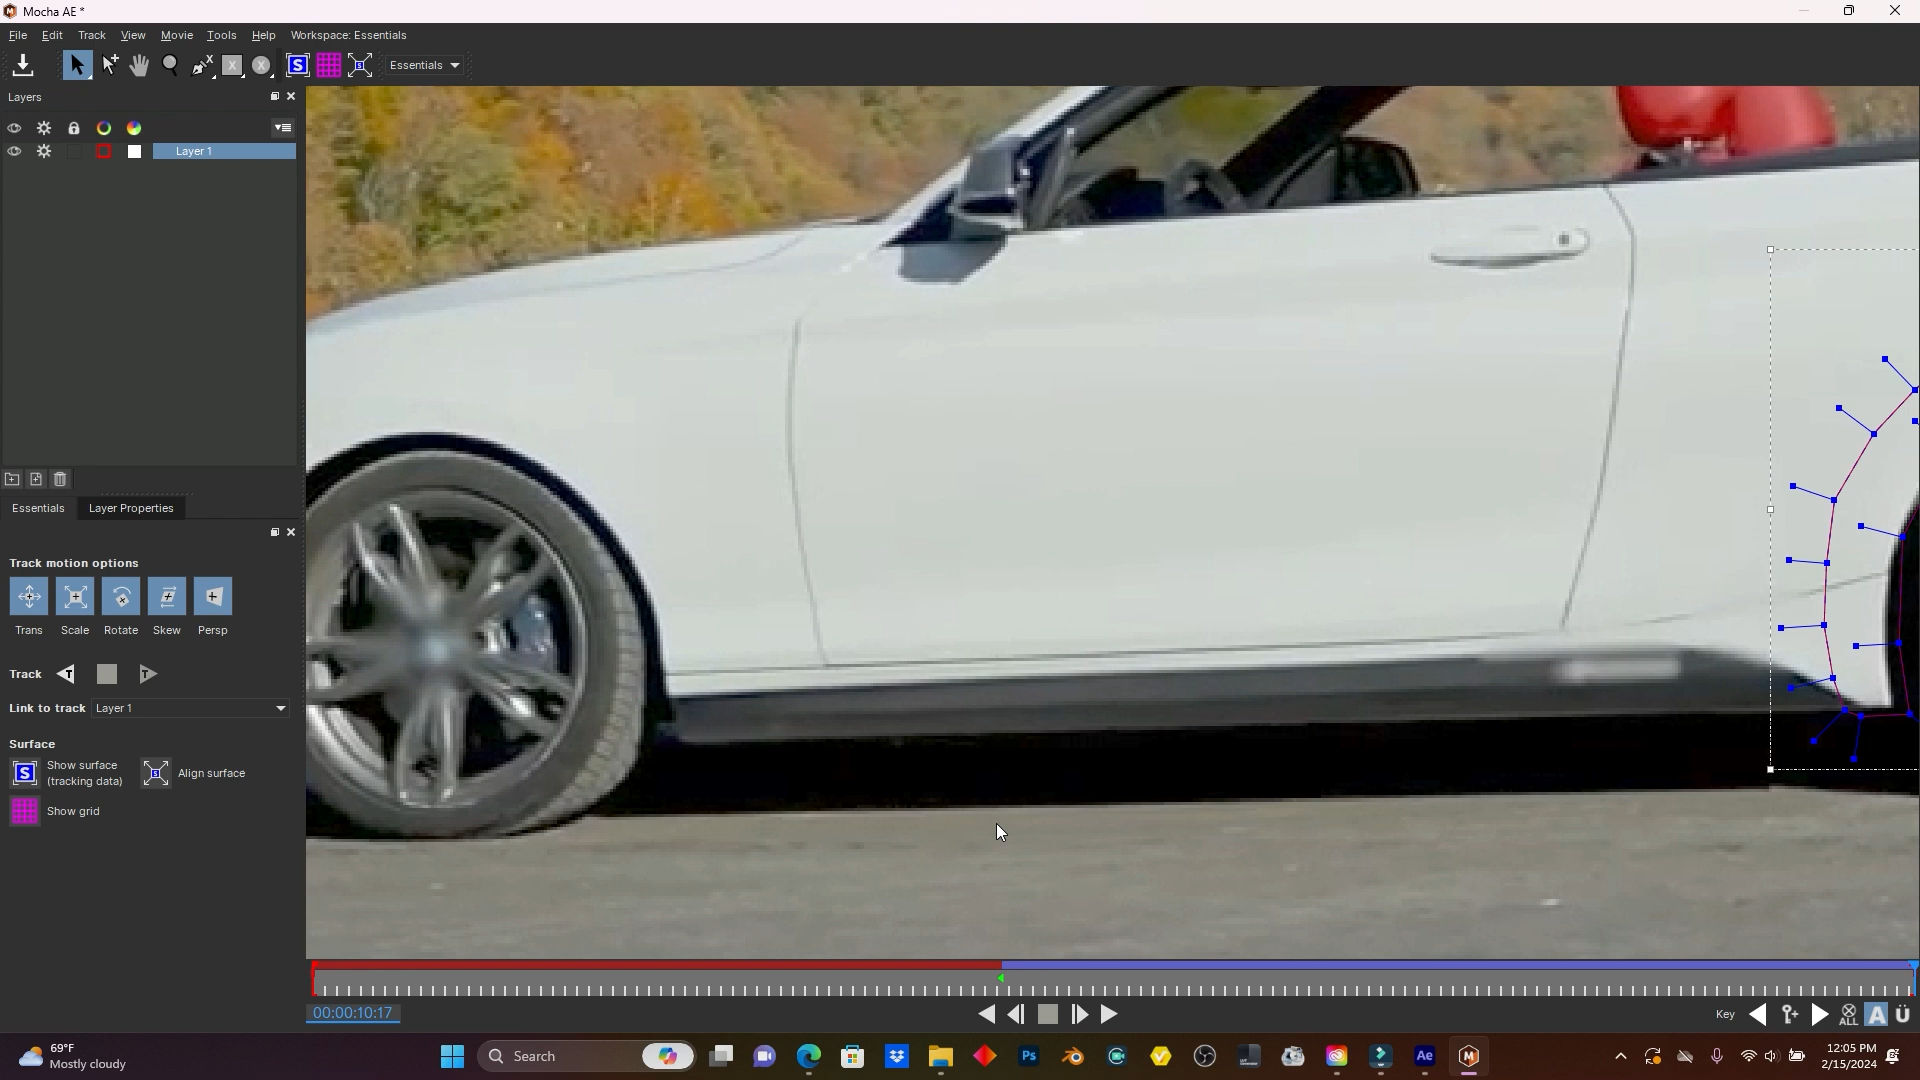 Mocha AE *
File Edit Track View Movie Tools Help Workspace: Essentials
S S Essentials
Layers
Layer 1
Essentials Layer Properties
Track motion options
Trans Scale Rotate Skew Persp
Track T T
Link to track Layer 1
Surface
S Show surface (tracking data) S Align surface
Show grid
00:00:10:17
Key ALL A Ü
69°F
Mostly cloudy
Search
Ps Ae M
12:05 PM
2/15/2024